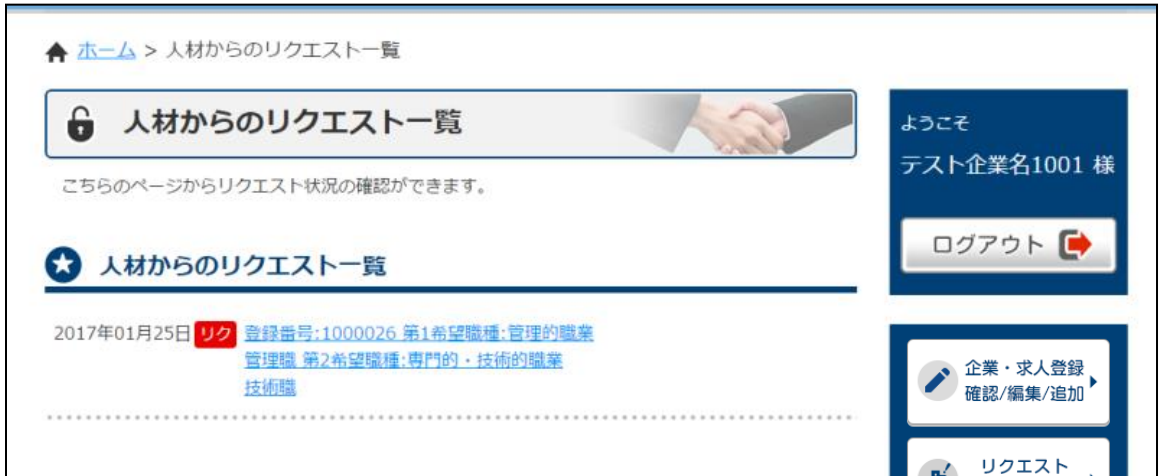 ホーム > 人材からのリクエスト一覧
人材からのリクエスト一覧
こちらのページからリクエスト状況の確認ができます。
人材からのリクエスト一覧
2017年01月25日 リク 登録番号:1000026 第1希望職種:管理的職業
管理職 第2希望職種:専門的・技術的職業
技術職
ようこそ
テスト企業名1001 様
ログアウト
企業・求人登録
確認/編集/追加
リクエスト